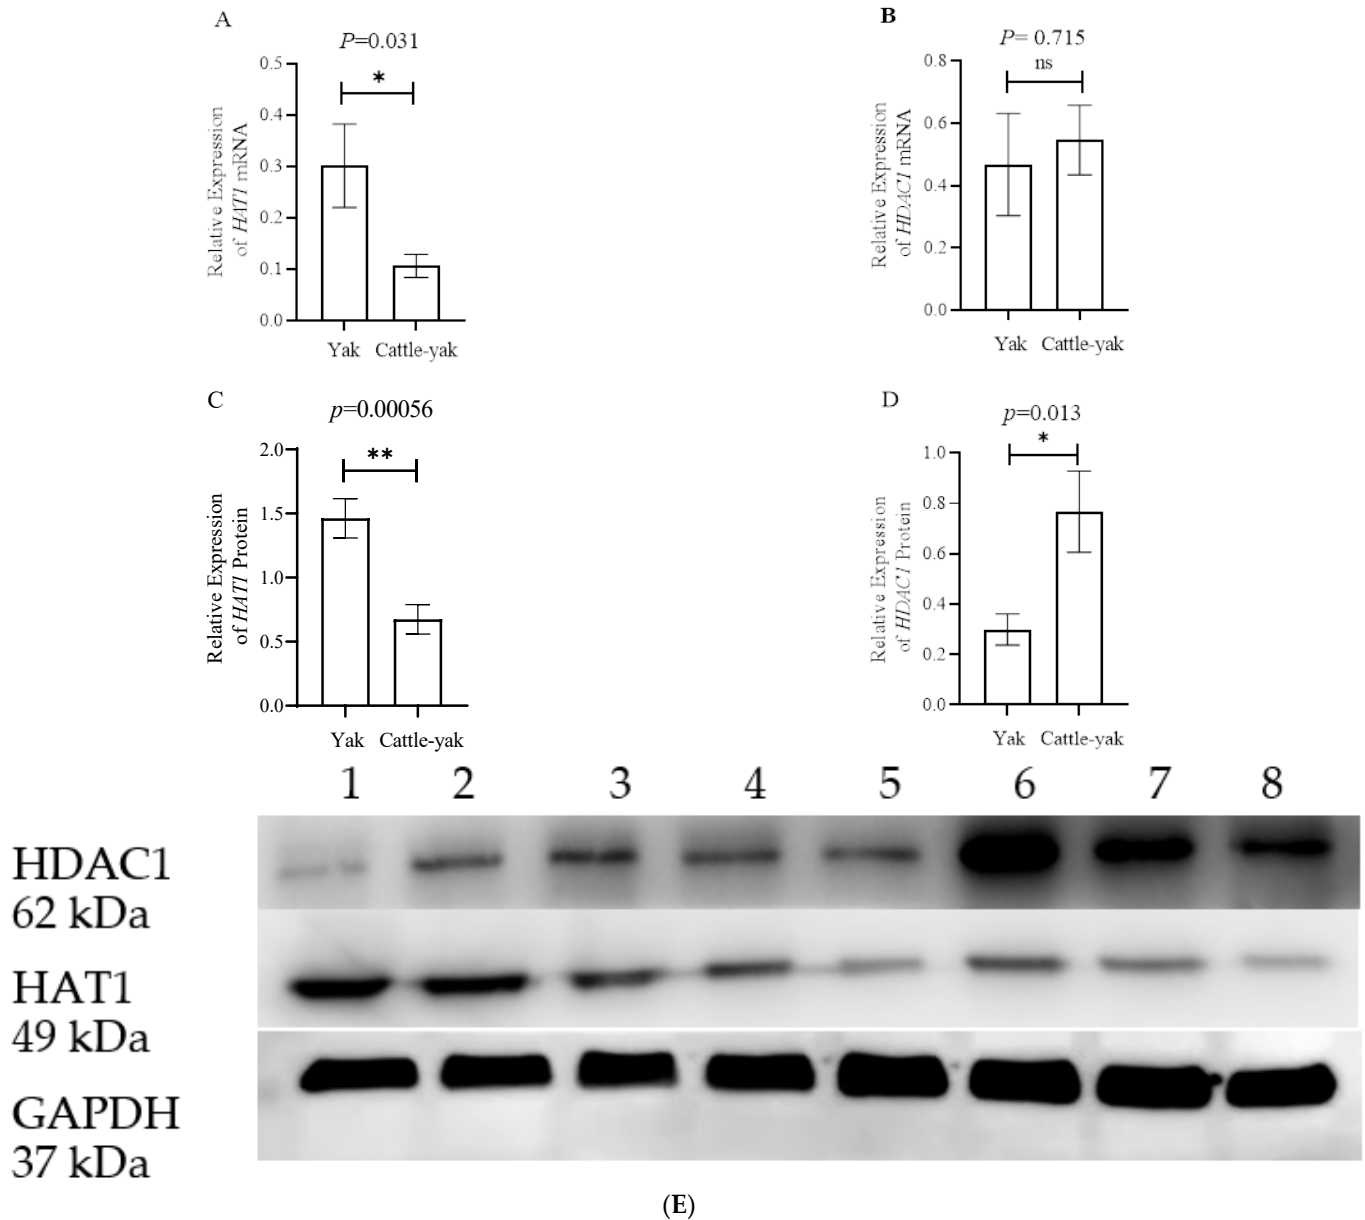 A
P=0.031
*
0.5
0.4
0.3
0.2
0.1
0.0
Relative Expression
of HAT1 mRNA
Yak Cattle-yak
B
P= 0.715
ns
0.8
0.6
0.4
0.2
0.0
Relative Expression
of HDAC1 mRNA
Yak Cattle-yak
C
p=0.00056
**
2.0
1.5
1.0
0.5
0.0
Relative Expression
of HAT1 Protein
Yak Cattle-yak
D
p=0.013
*
1.0
0.8
0.6
0.4
0.2
0.0
Relative Expression
of HDAC1 Protein
Yak Cattle-yak
1 2 3 4 5 6 7 8
HDAC1
62 kDa
HAT1
49 kDa
GAPDH
37 kDa
(E)